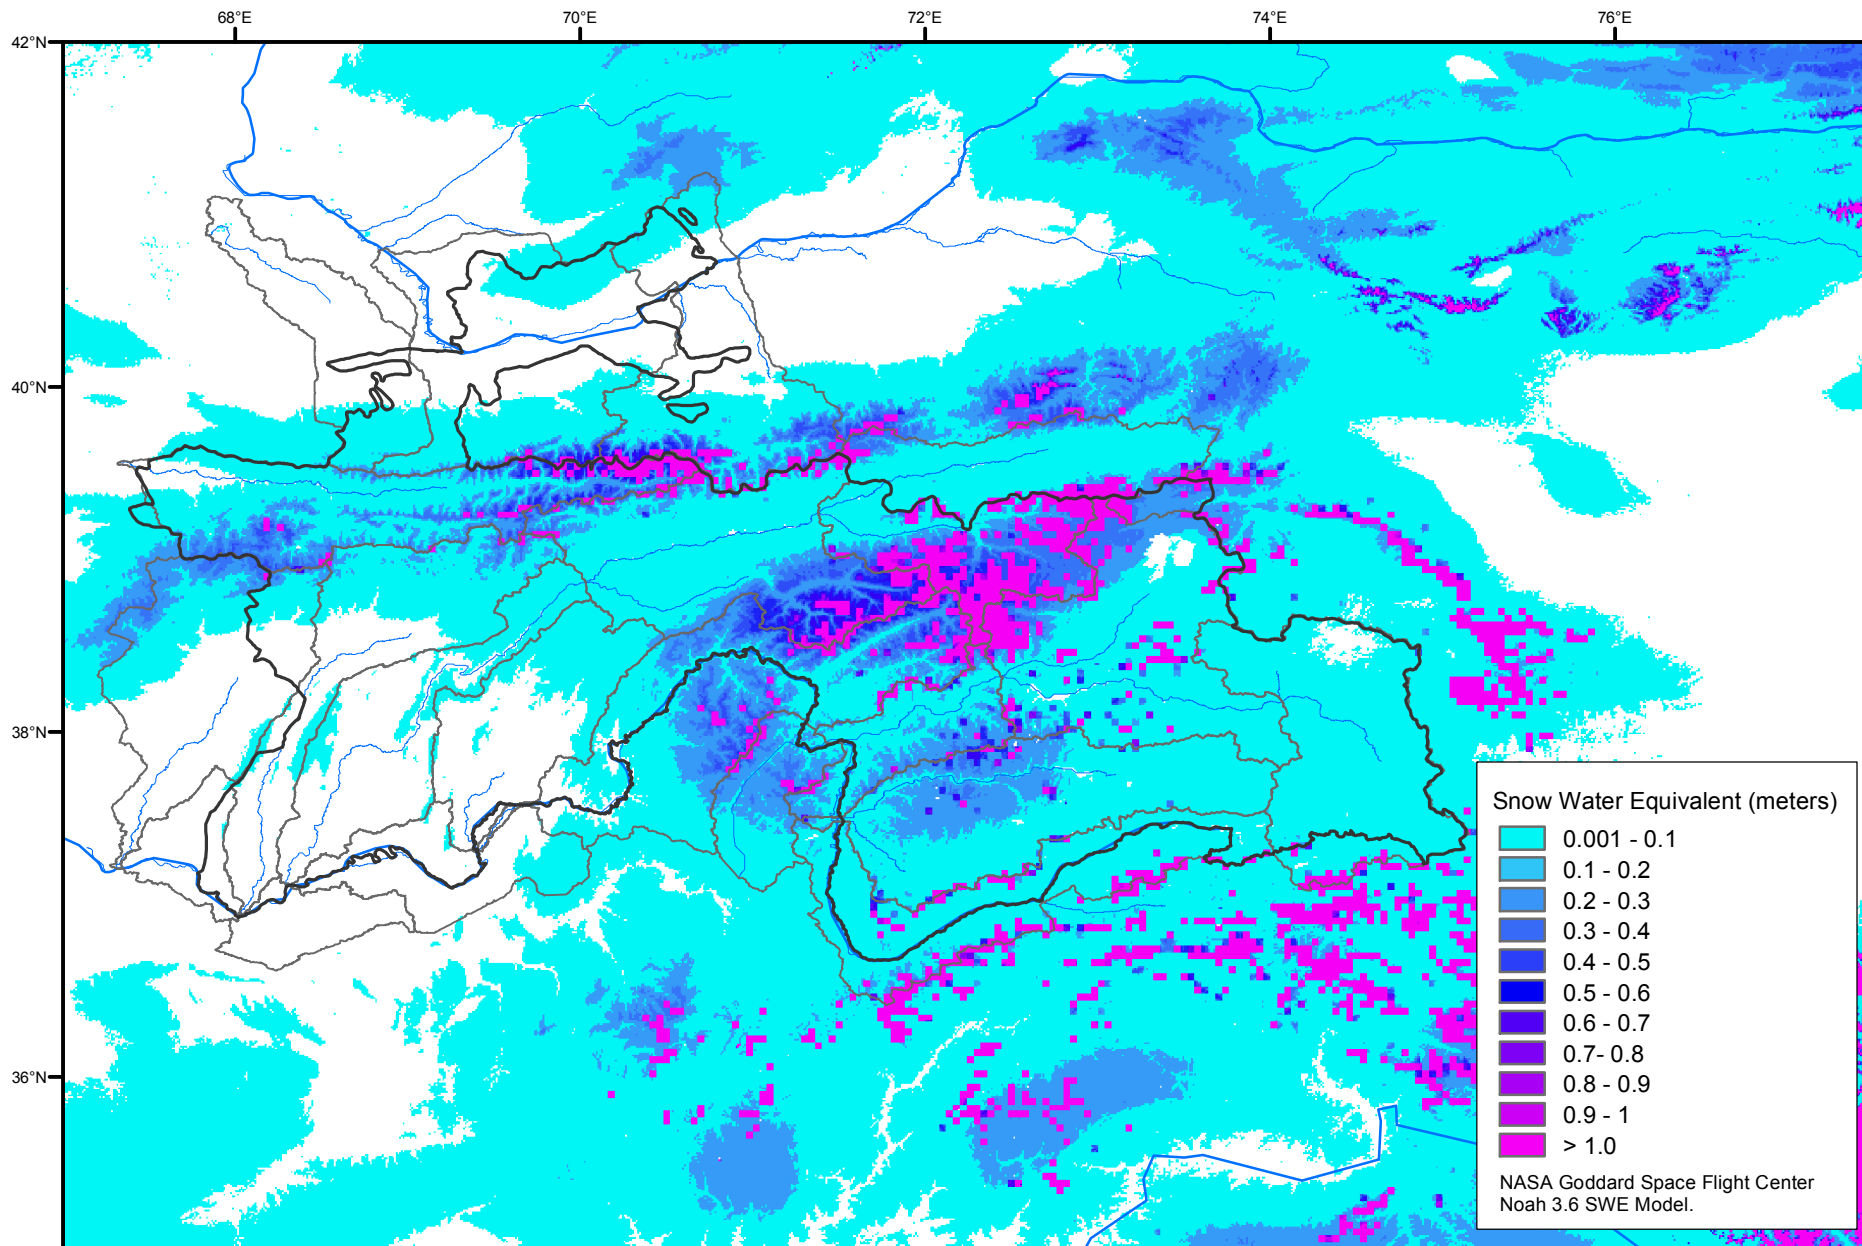 68°E 70°E 72°E 74°E 76°E
42°N
40°N
38°N
36°N
Snow Water Equivalent (meters)
0.001 - 0.1
0.1 - 0.2
0.2 - 0.3
0.3 - 0.4
0.4 - 0.5
0.5 - 0.6
0.6 - 0.7
0.7- 0.8
0.8 - 0.9
0.9 - 1
> 1.0
NASA Goddard Space Flight Center
Noah 3.6 SWE Model.